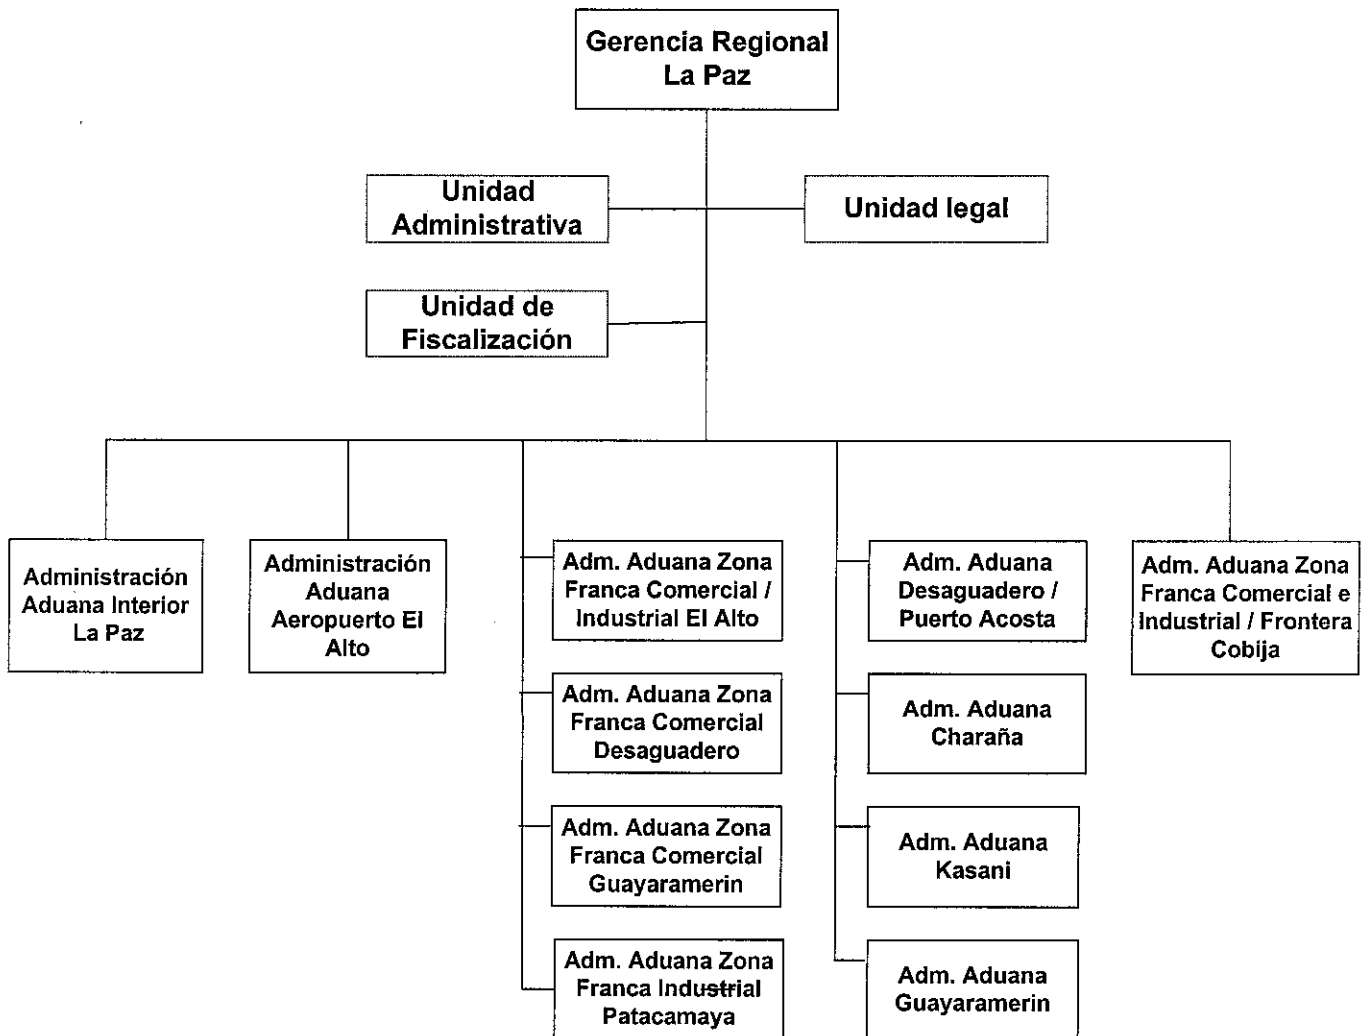 Gerencia Regional
La Paz
Unidad
Administrativa
Unidad legal
Unidad de
Fiscalización
Administración
Aduana Interior
La Paz
Administración
Aduana
Aeropuerto El
Alto
Adm. Aduana Zona
Franca Comercial /
Industrial El Alto
Adm. Aduana Zona
Franca Comercial
Desaguadero
Adm. Aduana Zona
Franca Comercial
Guayaramerin
Adm. Aduana Zona
Franca Industrial
Patacamaya
Adm. Aduana
Desaguadero /
Puerto Acosta
Adm. Aduana
Charaña
Adm. Aduana
Kasani
Adm. Aduana
Guayaramerin
Adm. Aduana Zona
Franca Comercial e
Industrial / Frontera
Cobija